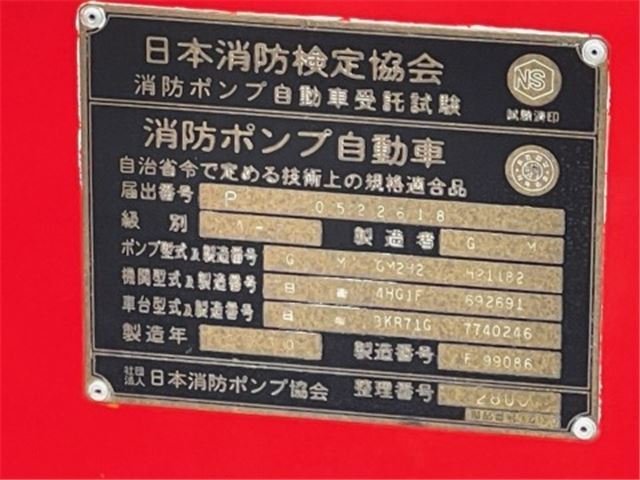 日本消防検定協会
消防ポンプ自動車受託試験
NS
試験済印
消防ポンプ自動車
自治省令で定める技術上の規格適合品
届出番号 P 0522618
級別 A- 製造者 G M
ポンプ型式及製造番号 G M GM242 H21182
機関型式及製造番号 日 4HG1F 692691
車台型式及製造番号 日 BKR71G 7740246
製造年 製造番号 F 99086
社団法人 日本消防ポンプ協会 整理番号 2800